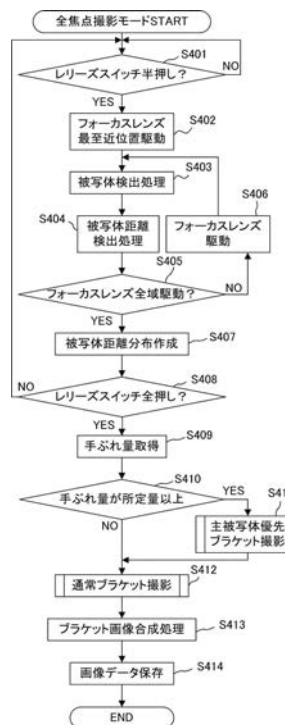 全焦点撮影モードSTART
S401
レリーズスイッチ半押し?
NO
YES
S402
フォーカスレンズ
最至近位置駆動
S403
被写体検出処理
S406
S404
被写体距離
検出処理
フォーカスレンズ
駆動
S405
フォーカスレンズ全域駆動?
NO
YES
S407
被写体距離分布作成
NO
S408
レリーズスイッチ全押し?
YES
S409
手ぶれ量取得
S410
手ぶれ量が所定量以上
YES
NO
主被写体優先
ブラケット撮影
S412
通常ブラケット撮影
ブラケット画像合成処理
S413
画像データ保存
S414
END